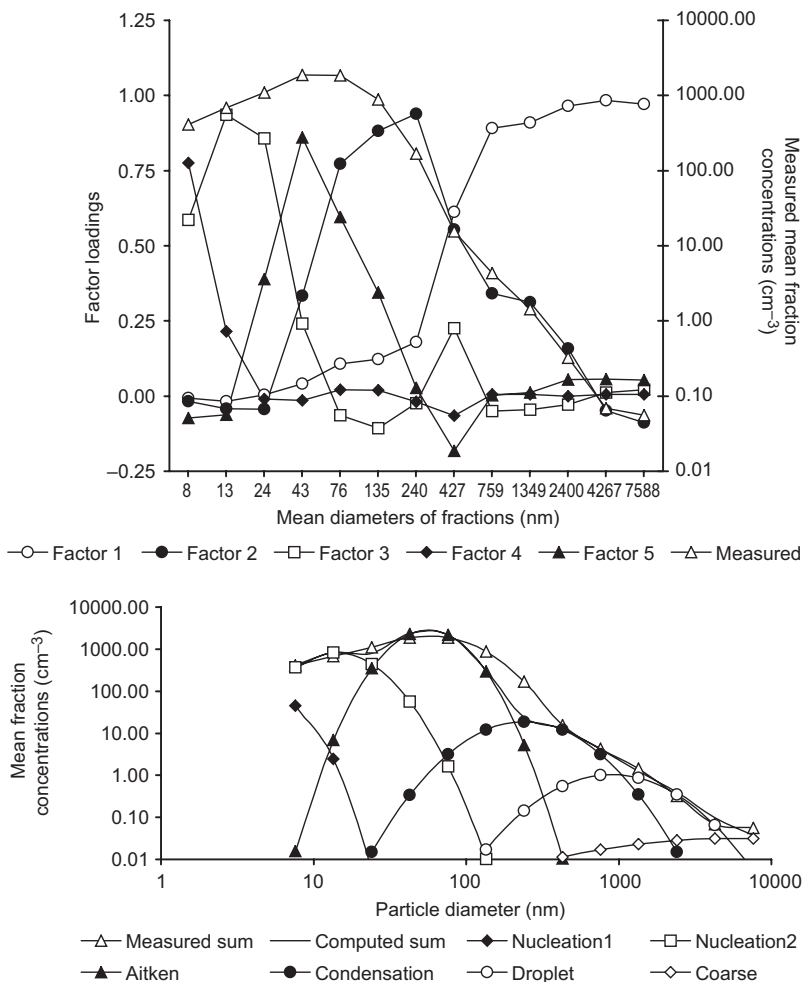 1.25
1.00
0.75
0.50
0.25
0.00
–0.25
Factor loadings
10000.00
1000.00
100.00
10.00
1.00
0.10
0.01
Measured mean fraction
concentrations (cm–3)
8 13 24 43 76 135 240 427 759 1349 2400 4267 7588
Mean diameters of fractions (nm)
Factor 1 Factor 2 Factor 3 Factor 4 Factor 5 Measured
10000.00
1000.00
100.00
10.00
1.00
0.10
0.01
Mean fraction
concentrations (cm–3)
1 10 100 1000 10000
Particle diameter (nm)
Measured sum Computed sum Nucleation1 Nucleation2
Aitken Condensation Droplet Coarse